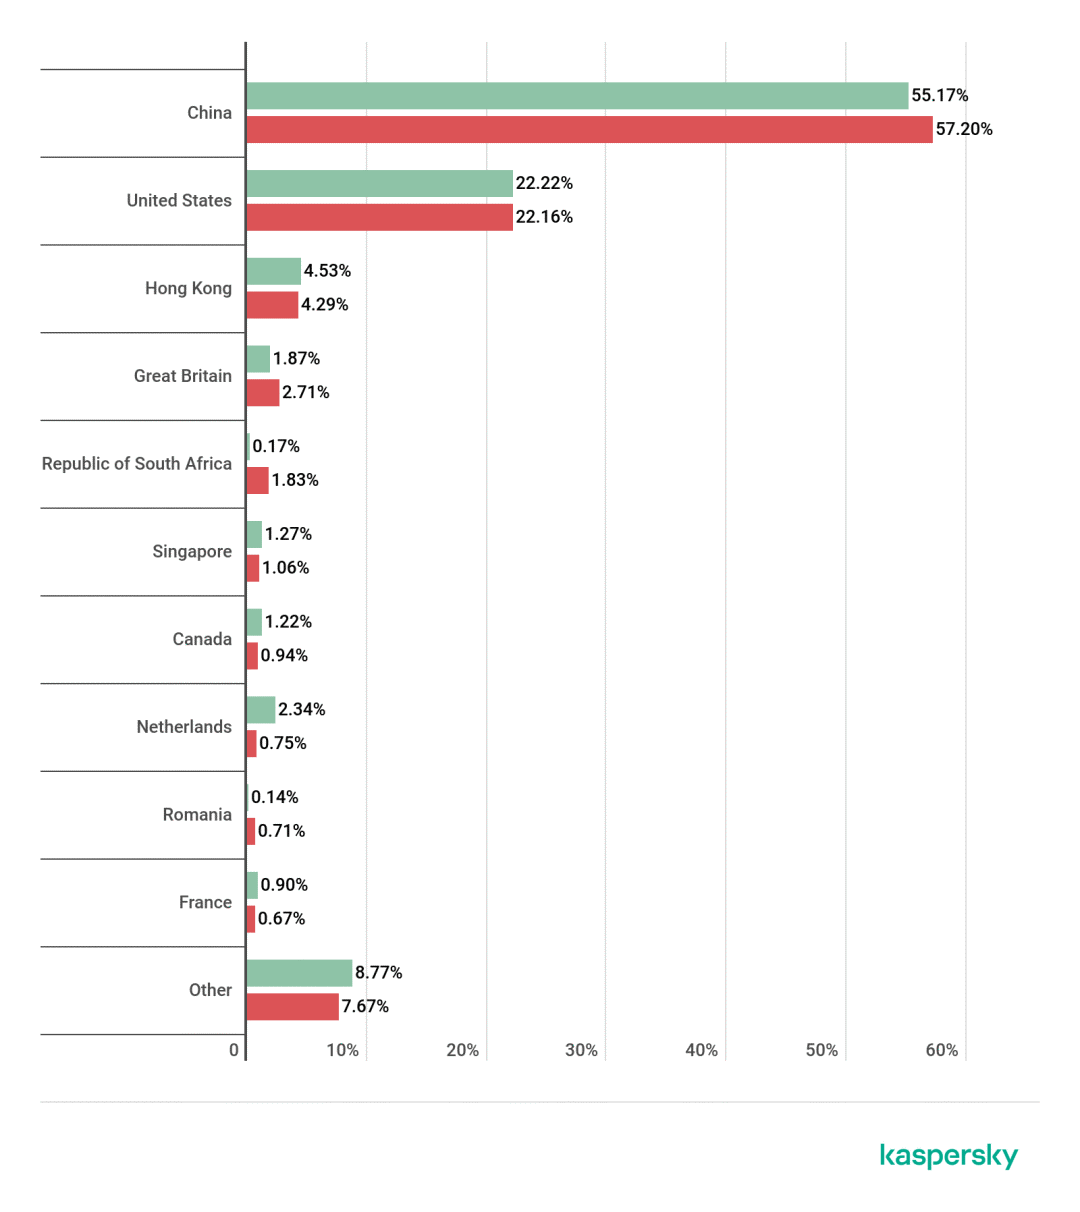 China
55.17%
57.20%
United States
22.22%
22.16%
Hong Kong
4.53%
4.29%
Great Britain
1.87%
2.71%
Republic of South Africa
0.17%
1.83%
Singapore
1.27%
1.06%
Canada
1.22%
0.94%
Netherlands
2.34%
0.75%
Romania
0.14%
0.71%
France
0.90%
0.67%
Other
8.77%
7.67%
0 10% 20% 30% 40% 50% 60%
kaspersky